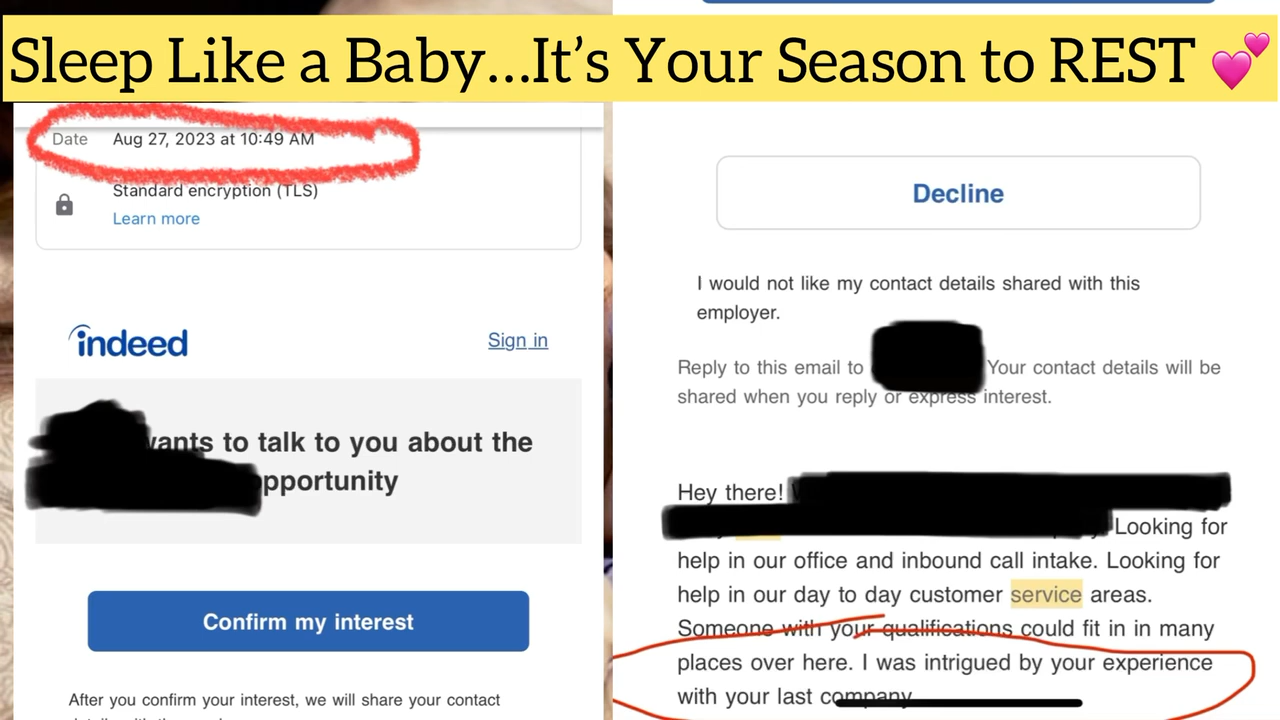 Sleep Like a Baby...It's Your Season to REST 💕
Date Aug 27, 2023 at 10:49 AM
Standard encryption (TLS)
Learn more
indeed
Sign in
wants to talk to you about the
opportunity
Confirm my interest
After you confirm your interest, we will share your contact
Decline
I would not like my contact details shared with this
employer.
Reply to this email to Your contact details will be
shared when you reply or express interest.
Hey there!
Looking for
help in our office and inbound call intake. Looking for
help in our day to day customer service areas.
Someone with your qualifications could fit in in many
places over here. I was intrigued by your experience
with your last company